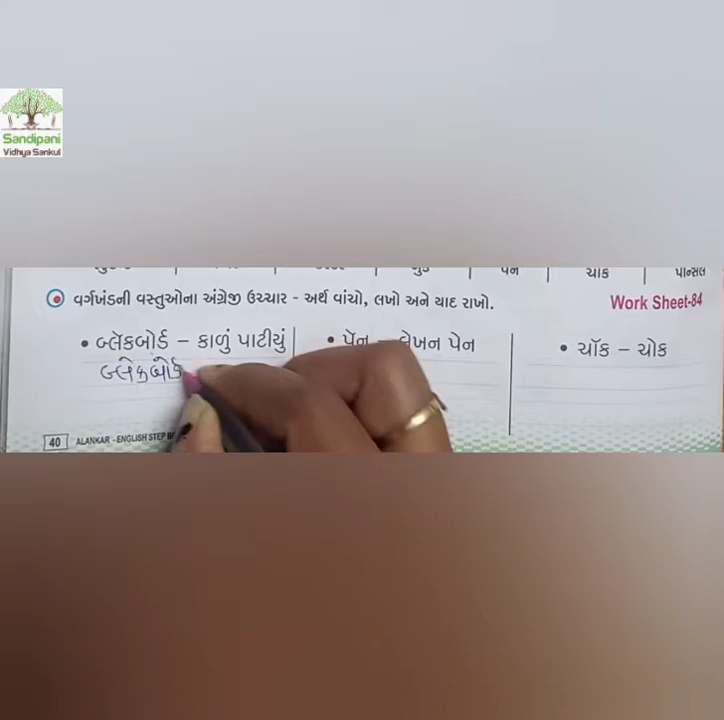 Sandipani
Vidhya Sankul
પેન
ચોક
પેન્સિલ
વર્ગખંડની વસ્તુઓના અંગ્રેજી ઉચ્ચાર - અર્થ વાંચો, લખો અને યાદ રાખો.
Work Sheet-84
• બ્લૅકબોર્ડ – કાળું પાટીયું
• પૅન – લેખન પેન
• ચૉક – ચોક
બ્લેકબોર્ડ
40 ALANKAR - ENGLISH STEP